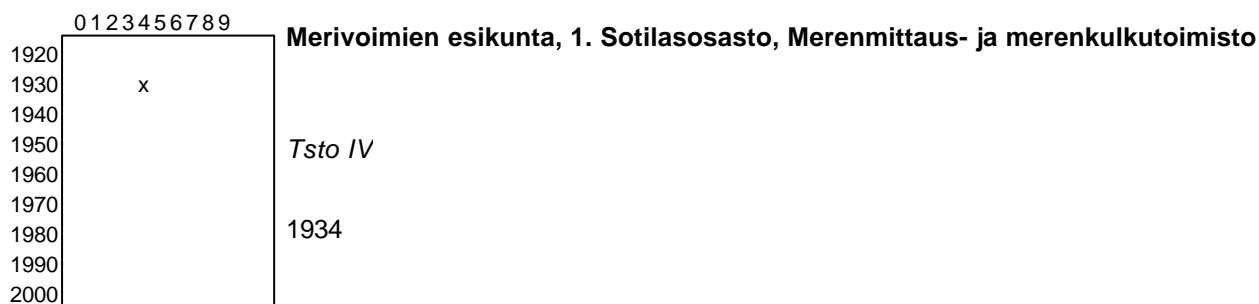 0123456789
Merivoimien esikunta, 1. Sotilasosasto, Merenmittaus- ja merenkulkutoimisto
1920
1930 x
1940
1950 Tsto IV
1960
1970
1980 1934
1990
2000